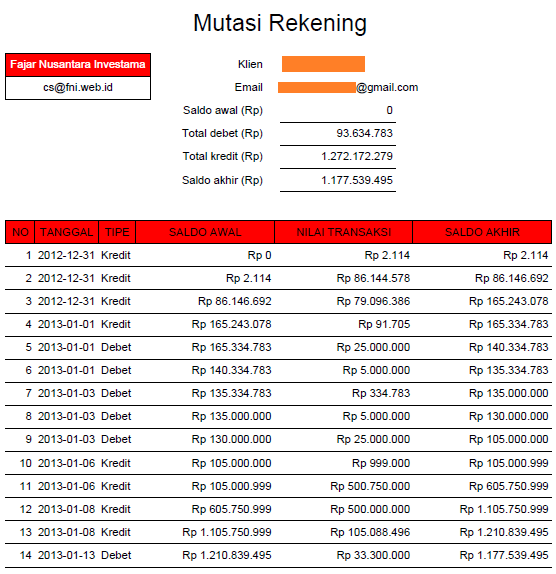 Mutasi Rekening
Fajar Nusantara Investama
cs@fni.web.id
Klien
Email @gmail.com
Saldo awal (Rp) 0
Total debet (Rp) 93.634.783
Total kredit (Rp) 1.272.172.279
Saldo akhir (Rp) 1.177.539.495
NO TANGGAL TIPE SALDO AWAL NILAI TRANSAKSI SALDO AKHIR
1 2012-12-31 Kredit Rp 0 Rp 2.114 Rp 2.114
2 2012-12-31 Kredit Rp 2.114 Rp 86.144.578 Rp 86.146.692
3 2012-12-31 Kredit Rp 86.146.692 Rp 79.096.386 Rp 165.243.078
4 2013-01-01 Kredit Rp 165.243.078 Rp 91.705 Rp 165.334.783
5 2013-01-01 Debet Rp 165.334.783 Rp 25.000.000 Rp 140.334.783
6 2013-01-01 Debet Rp 140.334.783 Rp 5.000.000 Rp 135.334.783
7 2013-01-03 Debet Rp 135.334.783 Rp 334.783 Rp 135.000.000
8 2013-01-03 Debet Rp 135.000.000 Rp 5.000.000 Rp 130.000.000
9 2013-01-03 Debet Rp 130.000.000 Rp 25.000.000 Rp 105.000.000
10 2013-01-06 Kredit Rp 105.000.000 Rp 999.000 Rp 105.000.999
11 2013-01-06 Kredit Rp 105.000.999 Rp 500.750.000 Rp 605.750.999
12 2013-01-08 Kredit Rp 605.750.999 Rp 500.000.000 Rp 1.105.750.999
13 2013-01-08 Kredit Rp 1.105.750.999 Rp 105.088.496 Rp 1.210.839.495
14 2013-01-13 Debet Rp 1.210.839.495 Rp 33.300.000 Rp 1.177.539.495